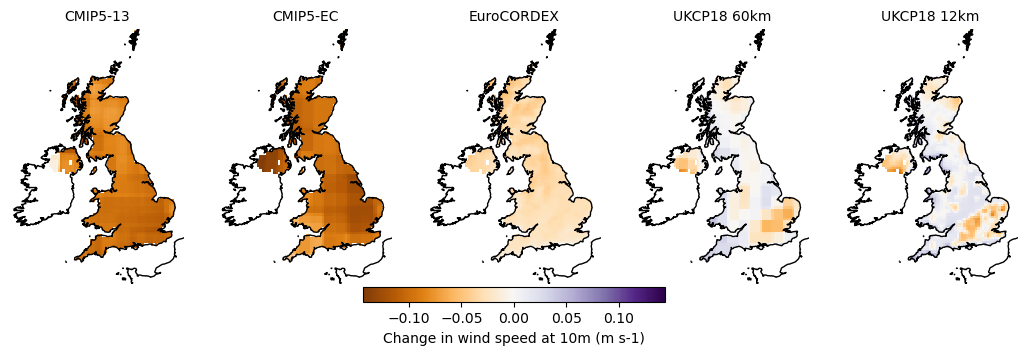 CMIP5-13 CMIP5-EC EuroCORDEX UKCP18 60km UKCP18 12km
−0.10 −0.05 0.00 0.05 0.10
Change in wind speed at 10m (m s-1)